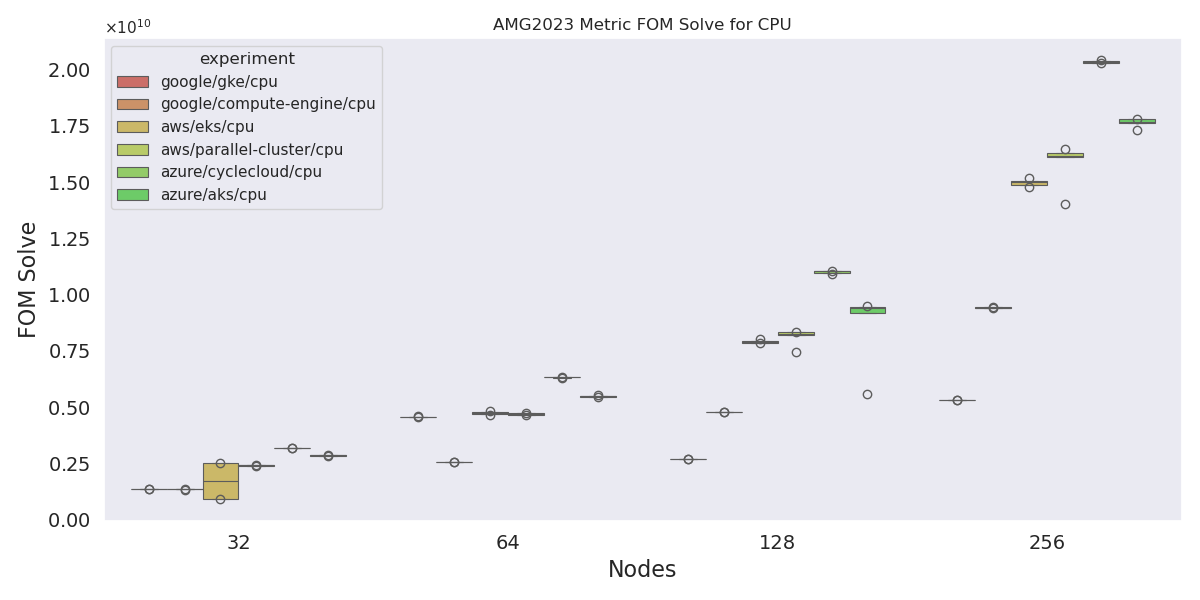 AMG2023 Metric FOM Solve for CPU
×10¹⁰
experiment
google/gke/cpu
google/compute-engine/cpu
aws/eks/cpu
aws/parallel-cluster/cpu
azure/cyclecloud/cpu
azure/aks/cpu
FOM Solve
2.00
1.75
1.50
1.25
1.00
0.75
0.50
0.25
0.00
32 64 128 256
Nodes